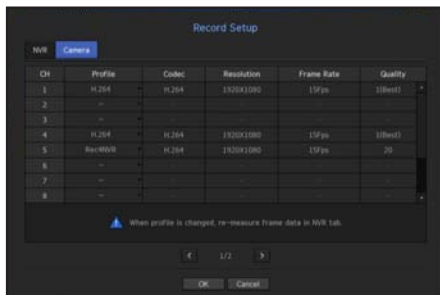 Record Setup
NVR Camera
CH Profile Codec Resolution Frame Rate Quality
1 H.264 H.264 1920X1080 15Fps 1(Best)
2 -- - - - -
3 -- - - - -
4 H.264 H.264 1920X1080 15Fps 1(Best)
5 Rec4NVR H.264 1920X1080 15Fps 20
6 -- - - - -
7 -- - - - -
8 -- - - - -
When profile is changed, re-measure frame data in NVR tab.
< 1/2 >
OK Cancel